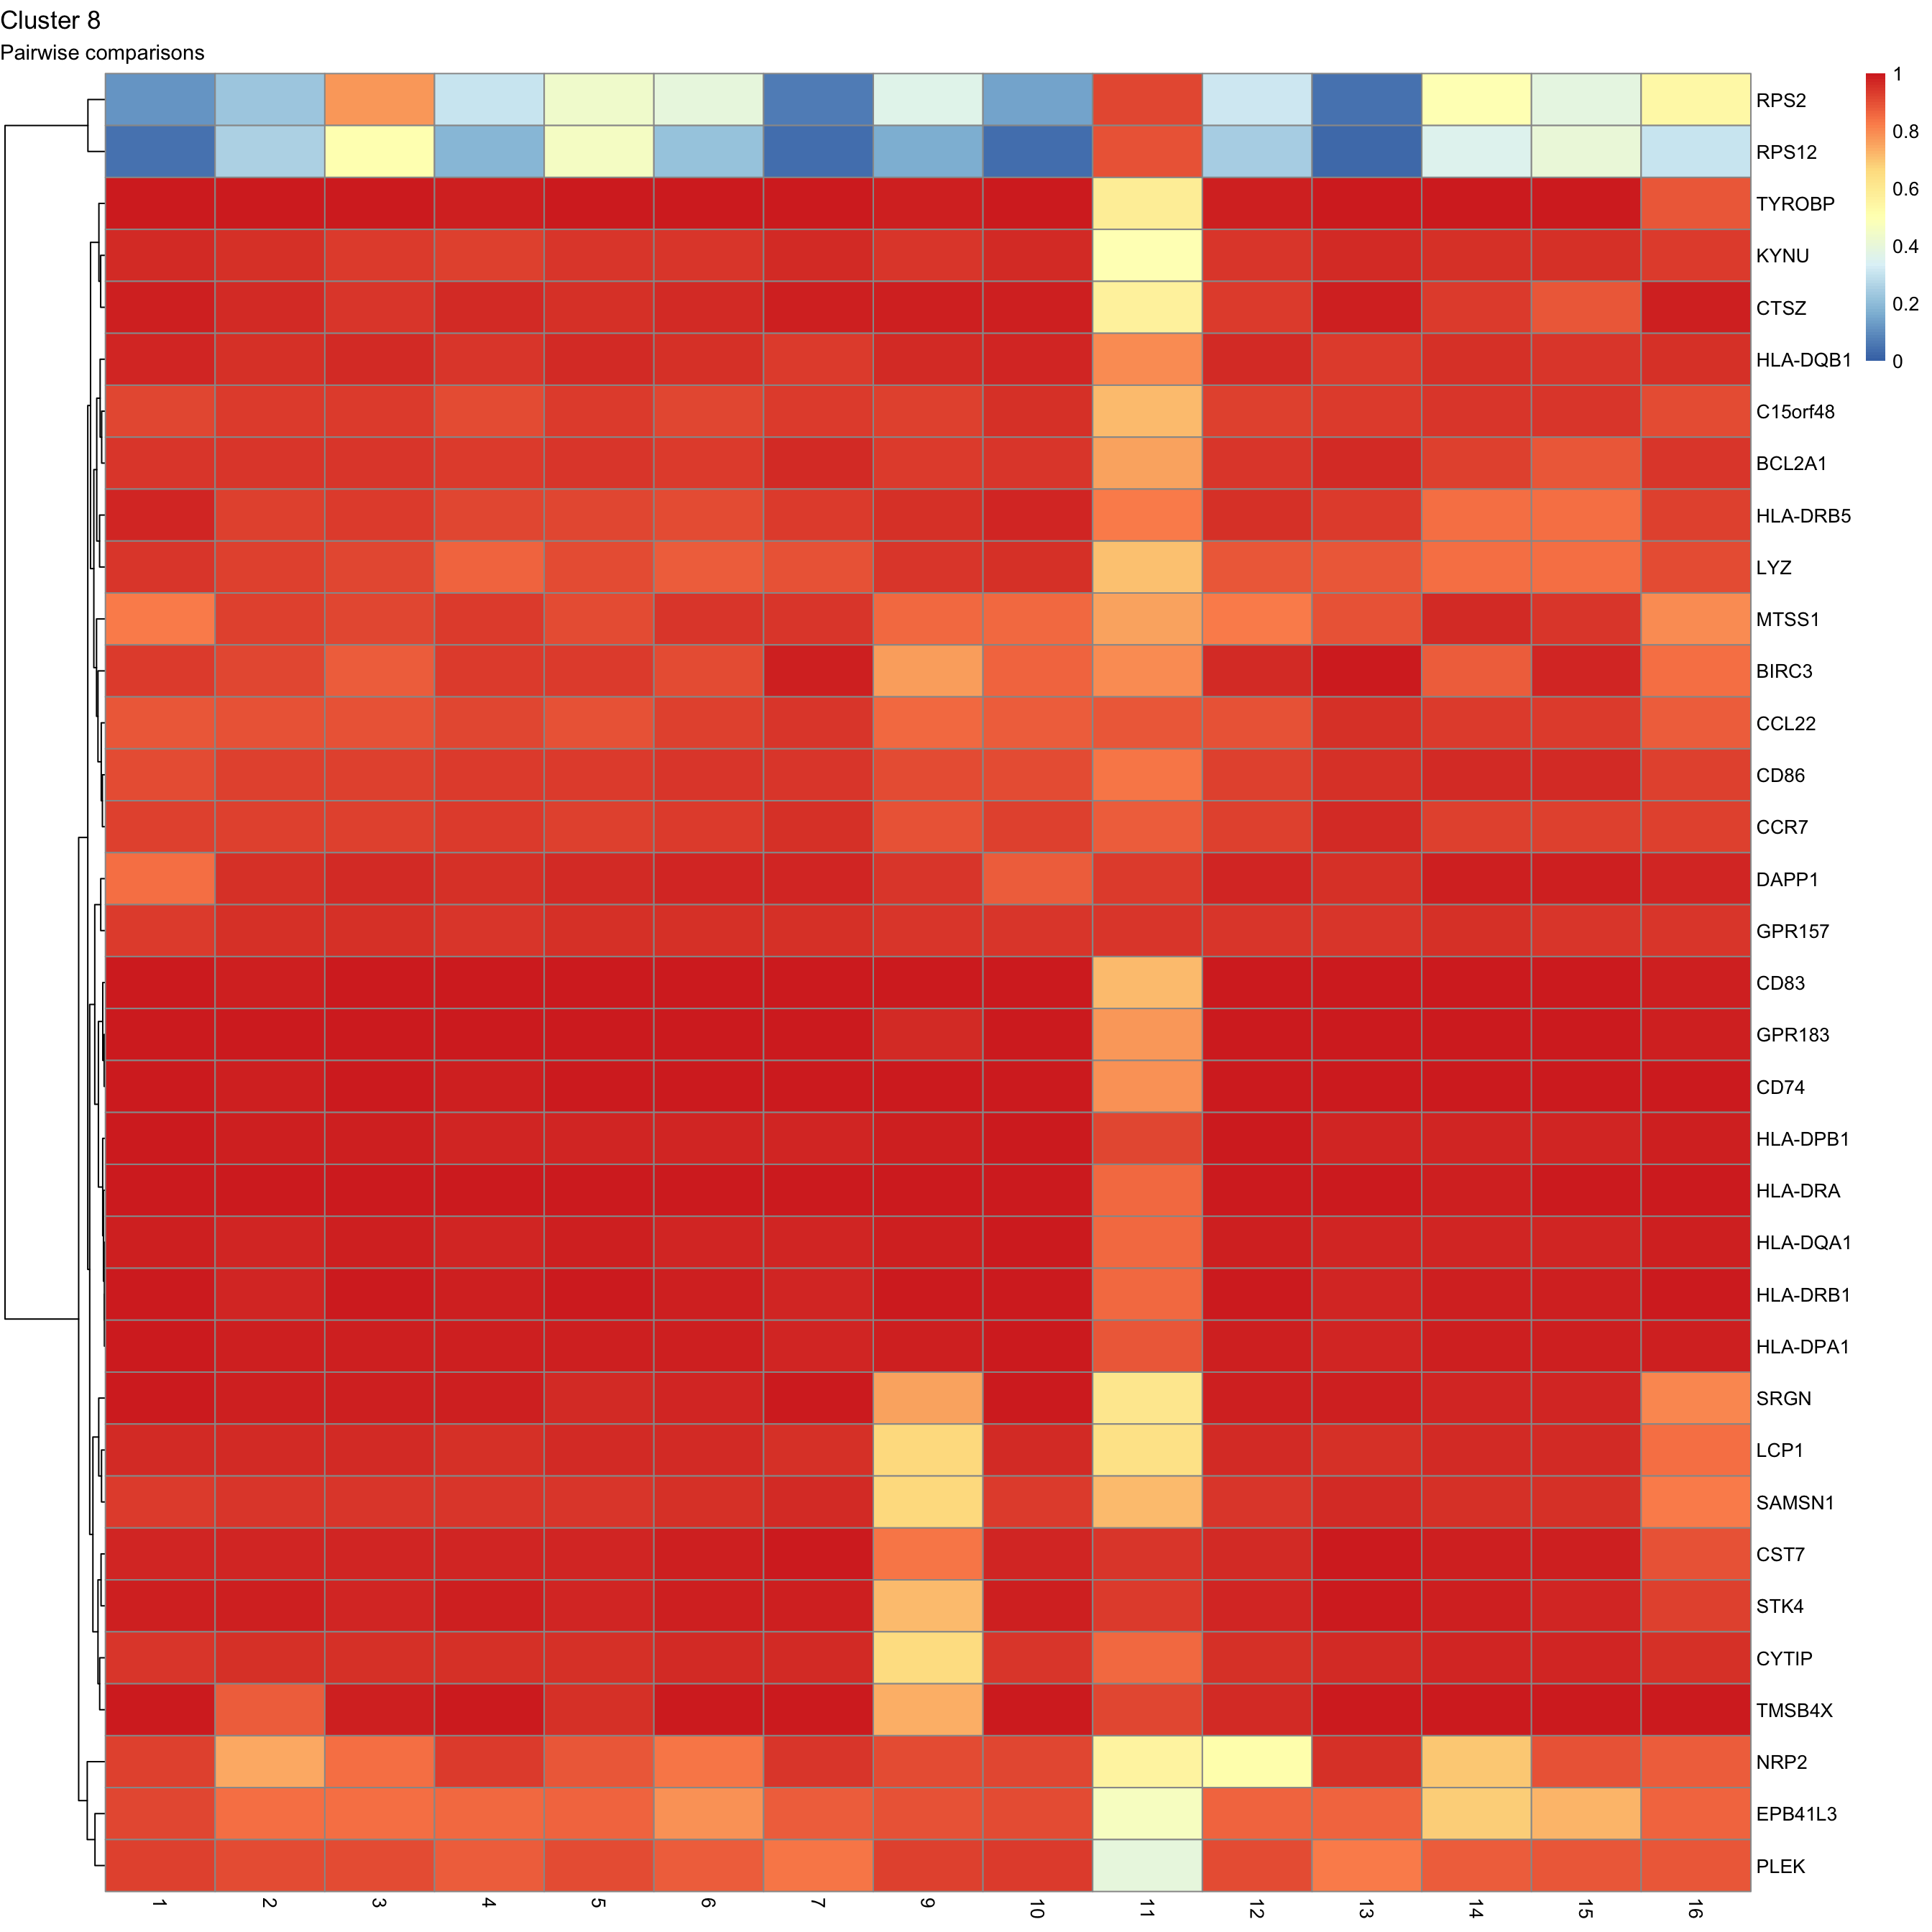 Cluster 8
Pairwise comparisons
1
0.8
0.6
0.4
0.2
0
RPS2
RPS12
TYROBP
KYNU
CTSZ
HLA-DQB1
C15orf48
BCL2A1
HLA-DRB5
LYZ
MTSS1
BIRC3
CCL22
CD86
CCR7
DAPP1
GPR157
CD83
GPR183
CD74
HLA-DPB1
HLA-DRA
HLA-DQA1
HLA-DRB1
HLA-DPA1
SRGN
LCP1
SAMSN1
CST7
STK4
CYTIP
TMSB4X
NRP2
EPB41L3
PLEK
1 2 3 4 5 6 7 9 10 11 12 13 14 15 16